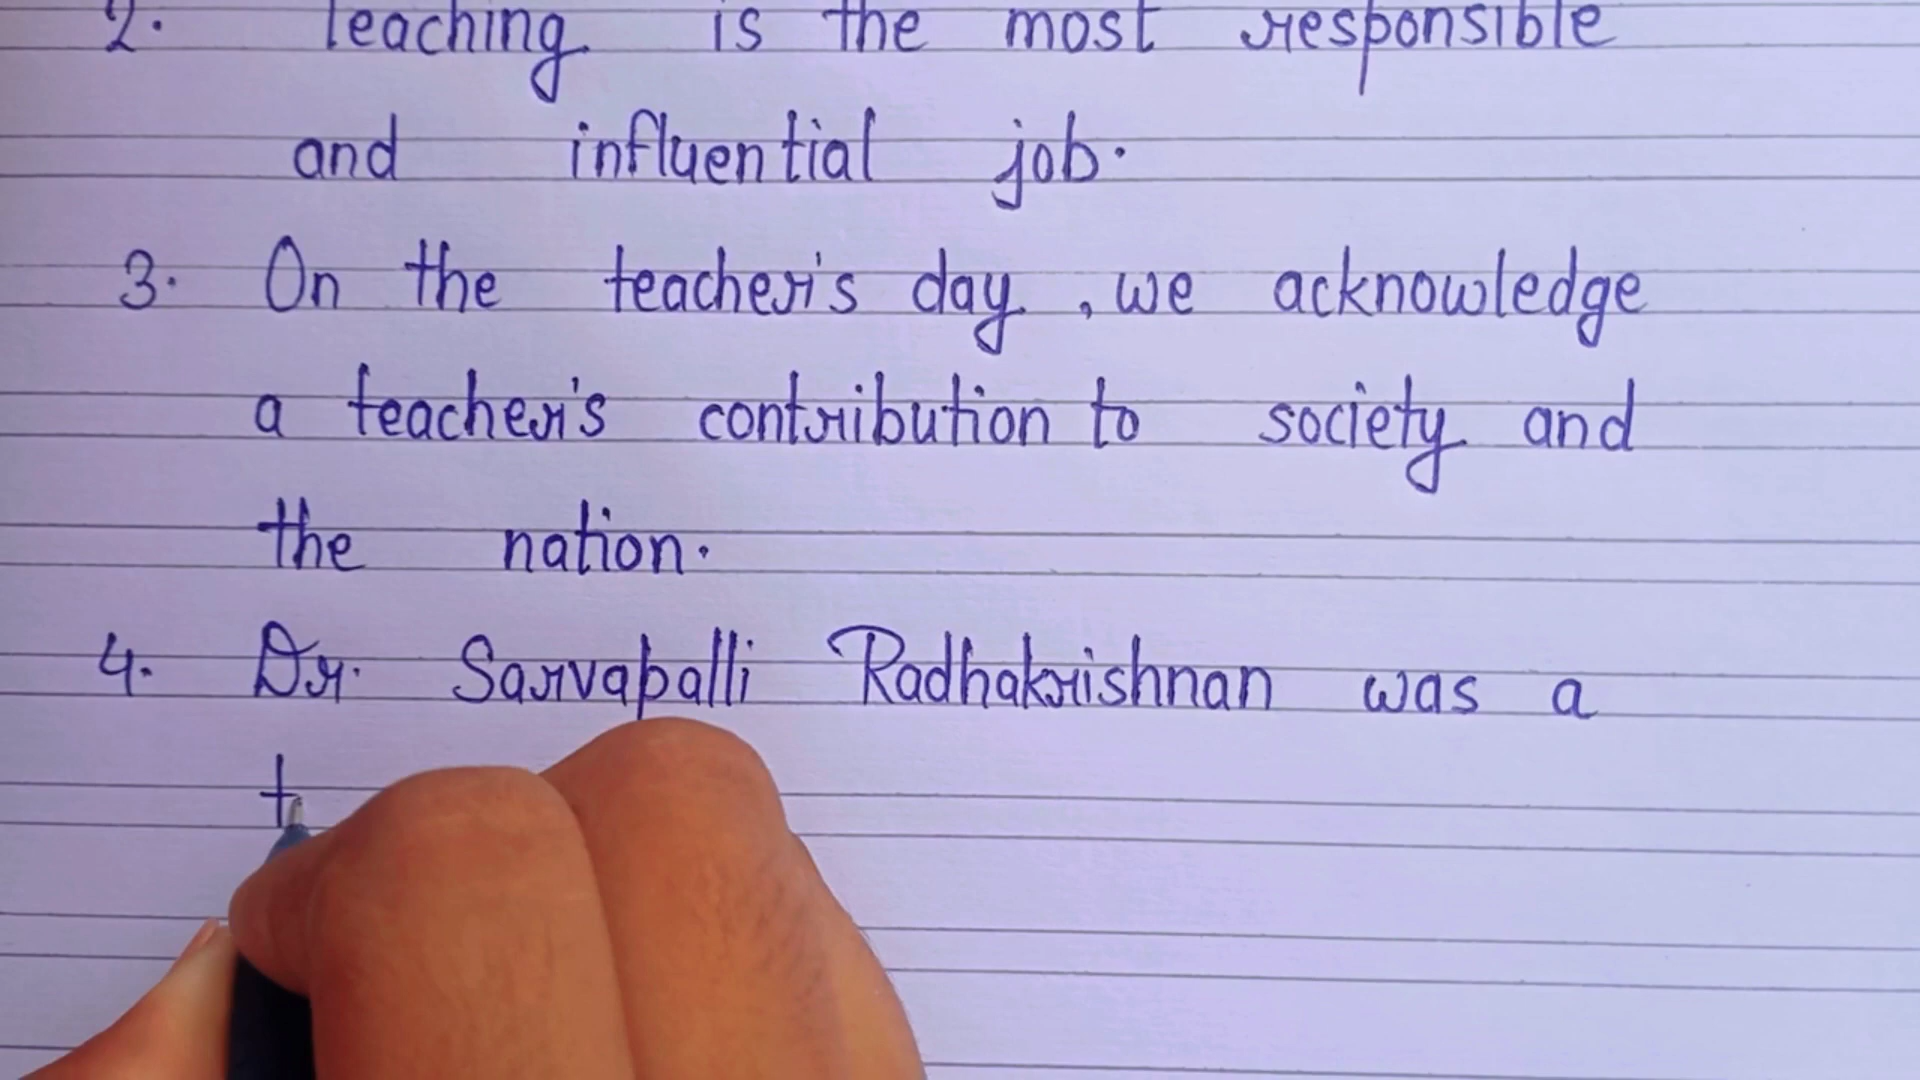 2. Teaching is the most responsible
and influential job.
3. On the teacher's day, we acknowledge
a teacher's contribution to society and
the nation.
4. Dr. Sarvapalli Radhakrishnan was a
t